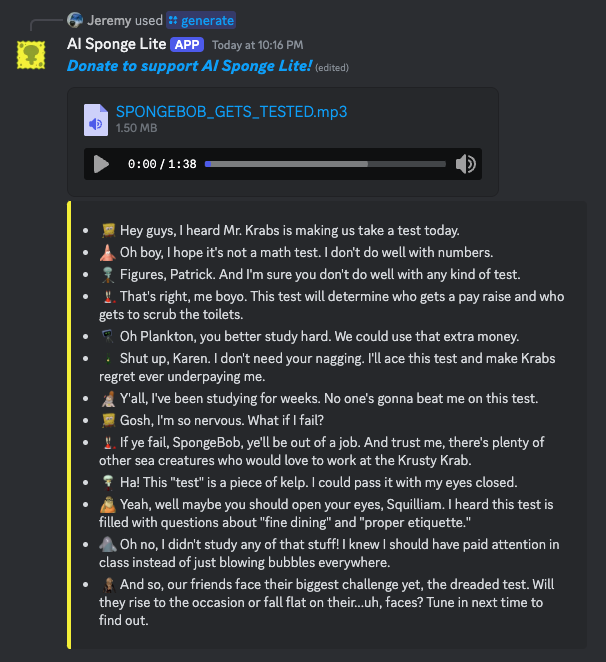 Jeremy used generate
AI Sponge Lite APP Today at 10:16 PM
Donate to support AI Sponge Lite! (edited)
SPONGEBOB_GETS_TESTED.mp3
1.50 MB
0:00 / 1:38
Hey guys, I heard Mr. Krabs is making us take a test today.
Oh boy, I hope it's not a math test. I don't do well with numbers.
Figures, Patrick. And I'm sure you don't do well with any kind of test.
That's right, me boyo. This test will determine who gets a pay raise and who
gets to scrub the toilets.
Oh Plankton, you better study hard. We could use that extra money.
Shut up, Karen. I don't need your nagging. I'll ace this test and make Krabs
regret ever underpaying me.
Y'all, I've been studying for weeks. No one's gonna beat me on this test.
Gosh, I'm so nervous. What if I fail?
If ye fail, SpongeBob, ye'll be out of a job. And trust me, there's plenty of
other sea creatures who would love to work at the Krusty Krab.
Ha! This "test" is a piece of kelp. I could pass it with my eyes closed.
Yeah, well maybe you should open your eyes, Squilliam. I heard this test is
filled with questions about "fine dining" and "proper etiquette."
Oh no, I didn't study any of that stuff! I knew I should have paid attention in
class instead of just blowing bubbles everywhere.
And so, our friends face their biggest challenge yet, the dreaded test. Will
they rise to the occasion or fall flat on their...uh, faces? Tune in next time to
find out.